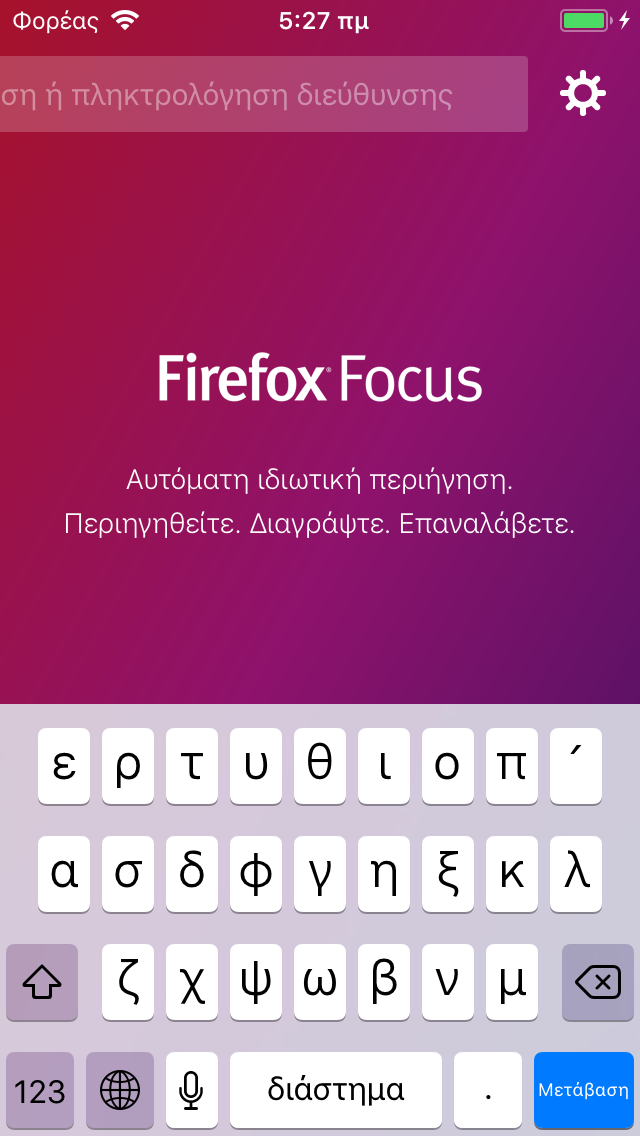 Φορέας 5:27 πμ
ση ή πληκτρολόγηση διεύθυνσης
Firefox® Focus
Αυτόματη ιδιωτική περιήγηση.
Περιηγηθείτε. Διαγράψτε. Επαναλάβετε.
ε ρ τ υ θ ι ο π ´
α σ δ φ γ η ξ κ λ
ζ χ ψ ω β ν μ
123 διάστημα . Μετάβαση